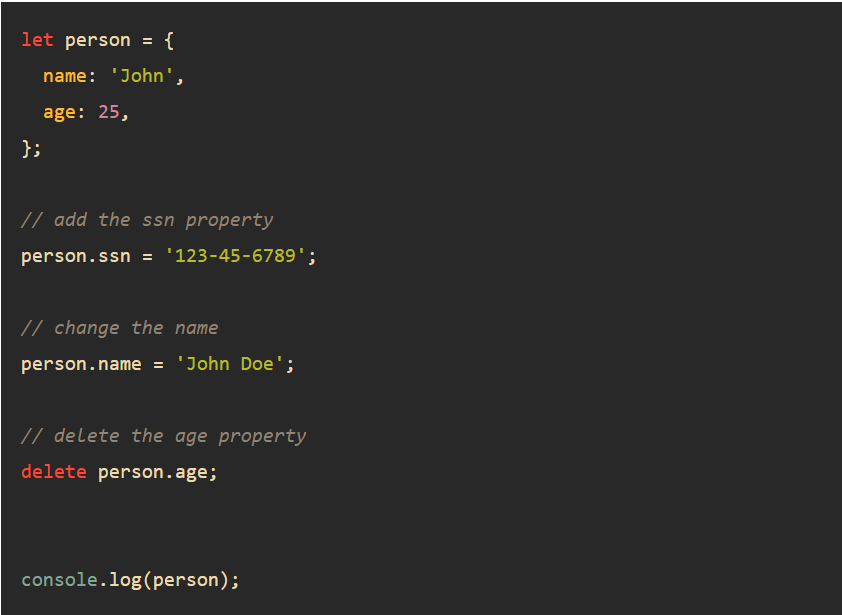 let person = {
  name: 'John',
  age: 25,
};
// add the ssn property
person.ssn = '123-45-6789';
// change the name
person.name = 'John Doe';
// delete the age property
delete person.age;
console.log(person);